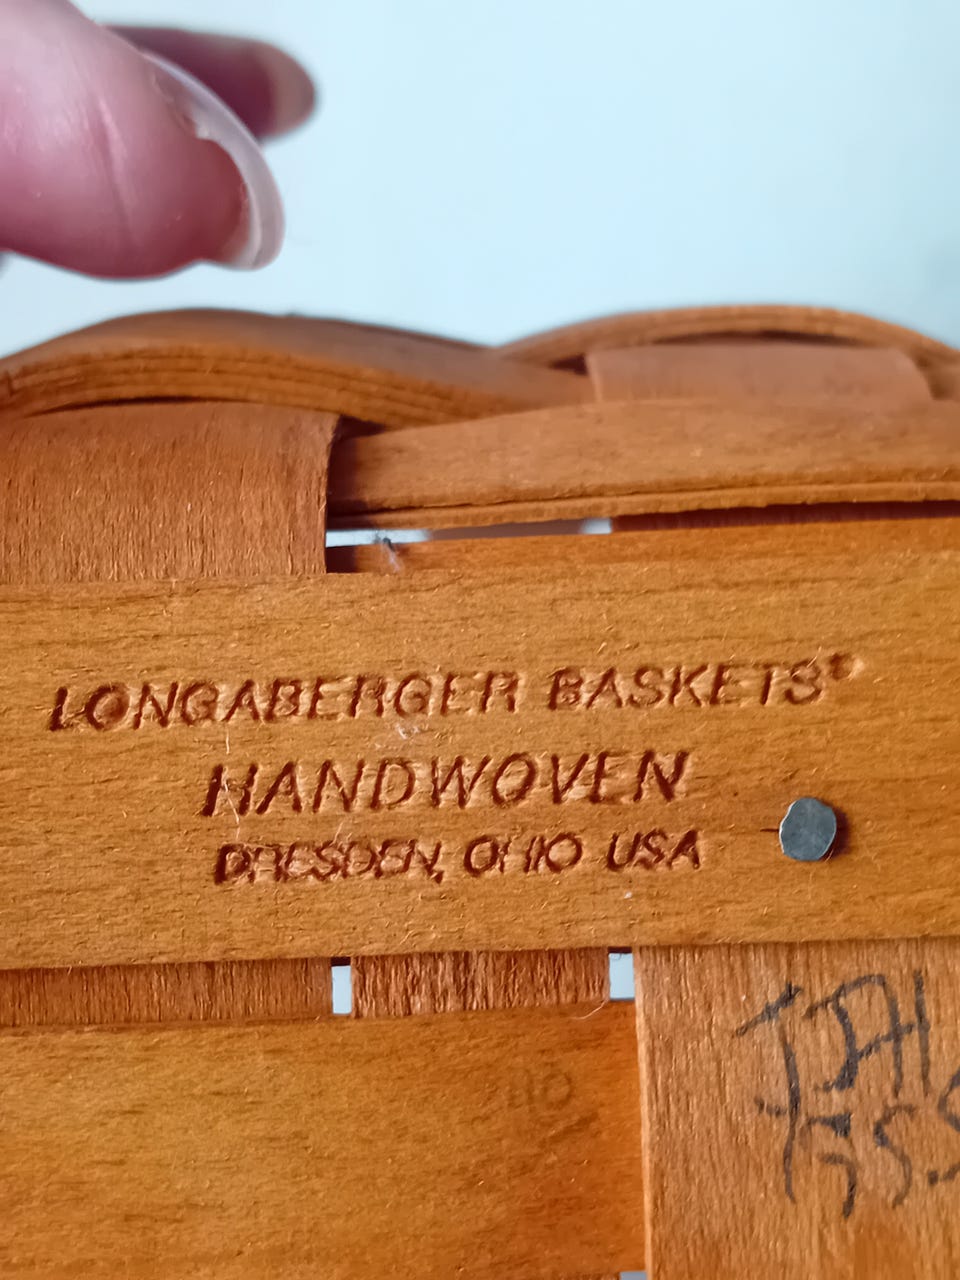 LONGABERGER BASKETS®
HANDWOVEN
DRESDEN, OHIO USA